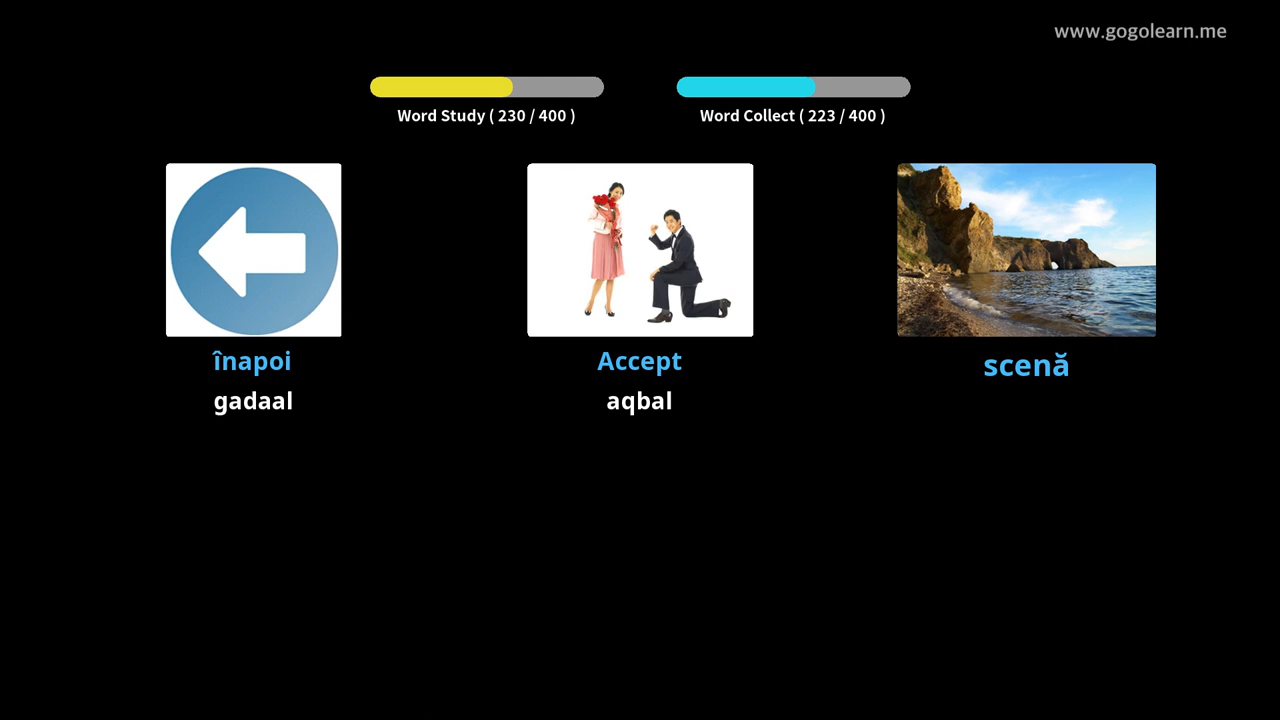 www.gogolearn.me
Word Study ( 230 / 400 )
Word Collect ( 223 / 400 )
înapoi
gadaal
Accept
aqbal
scenă